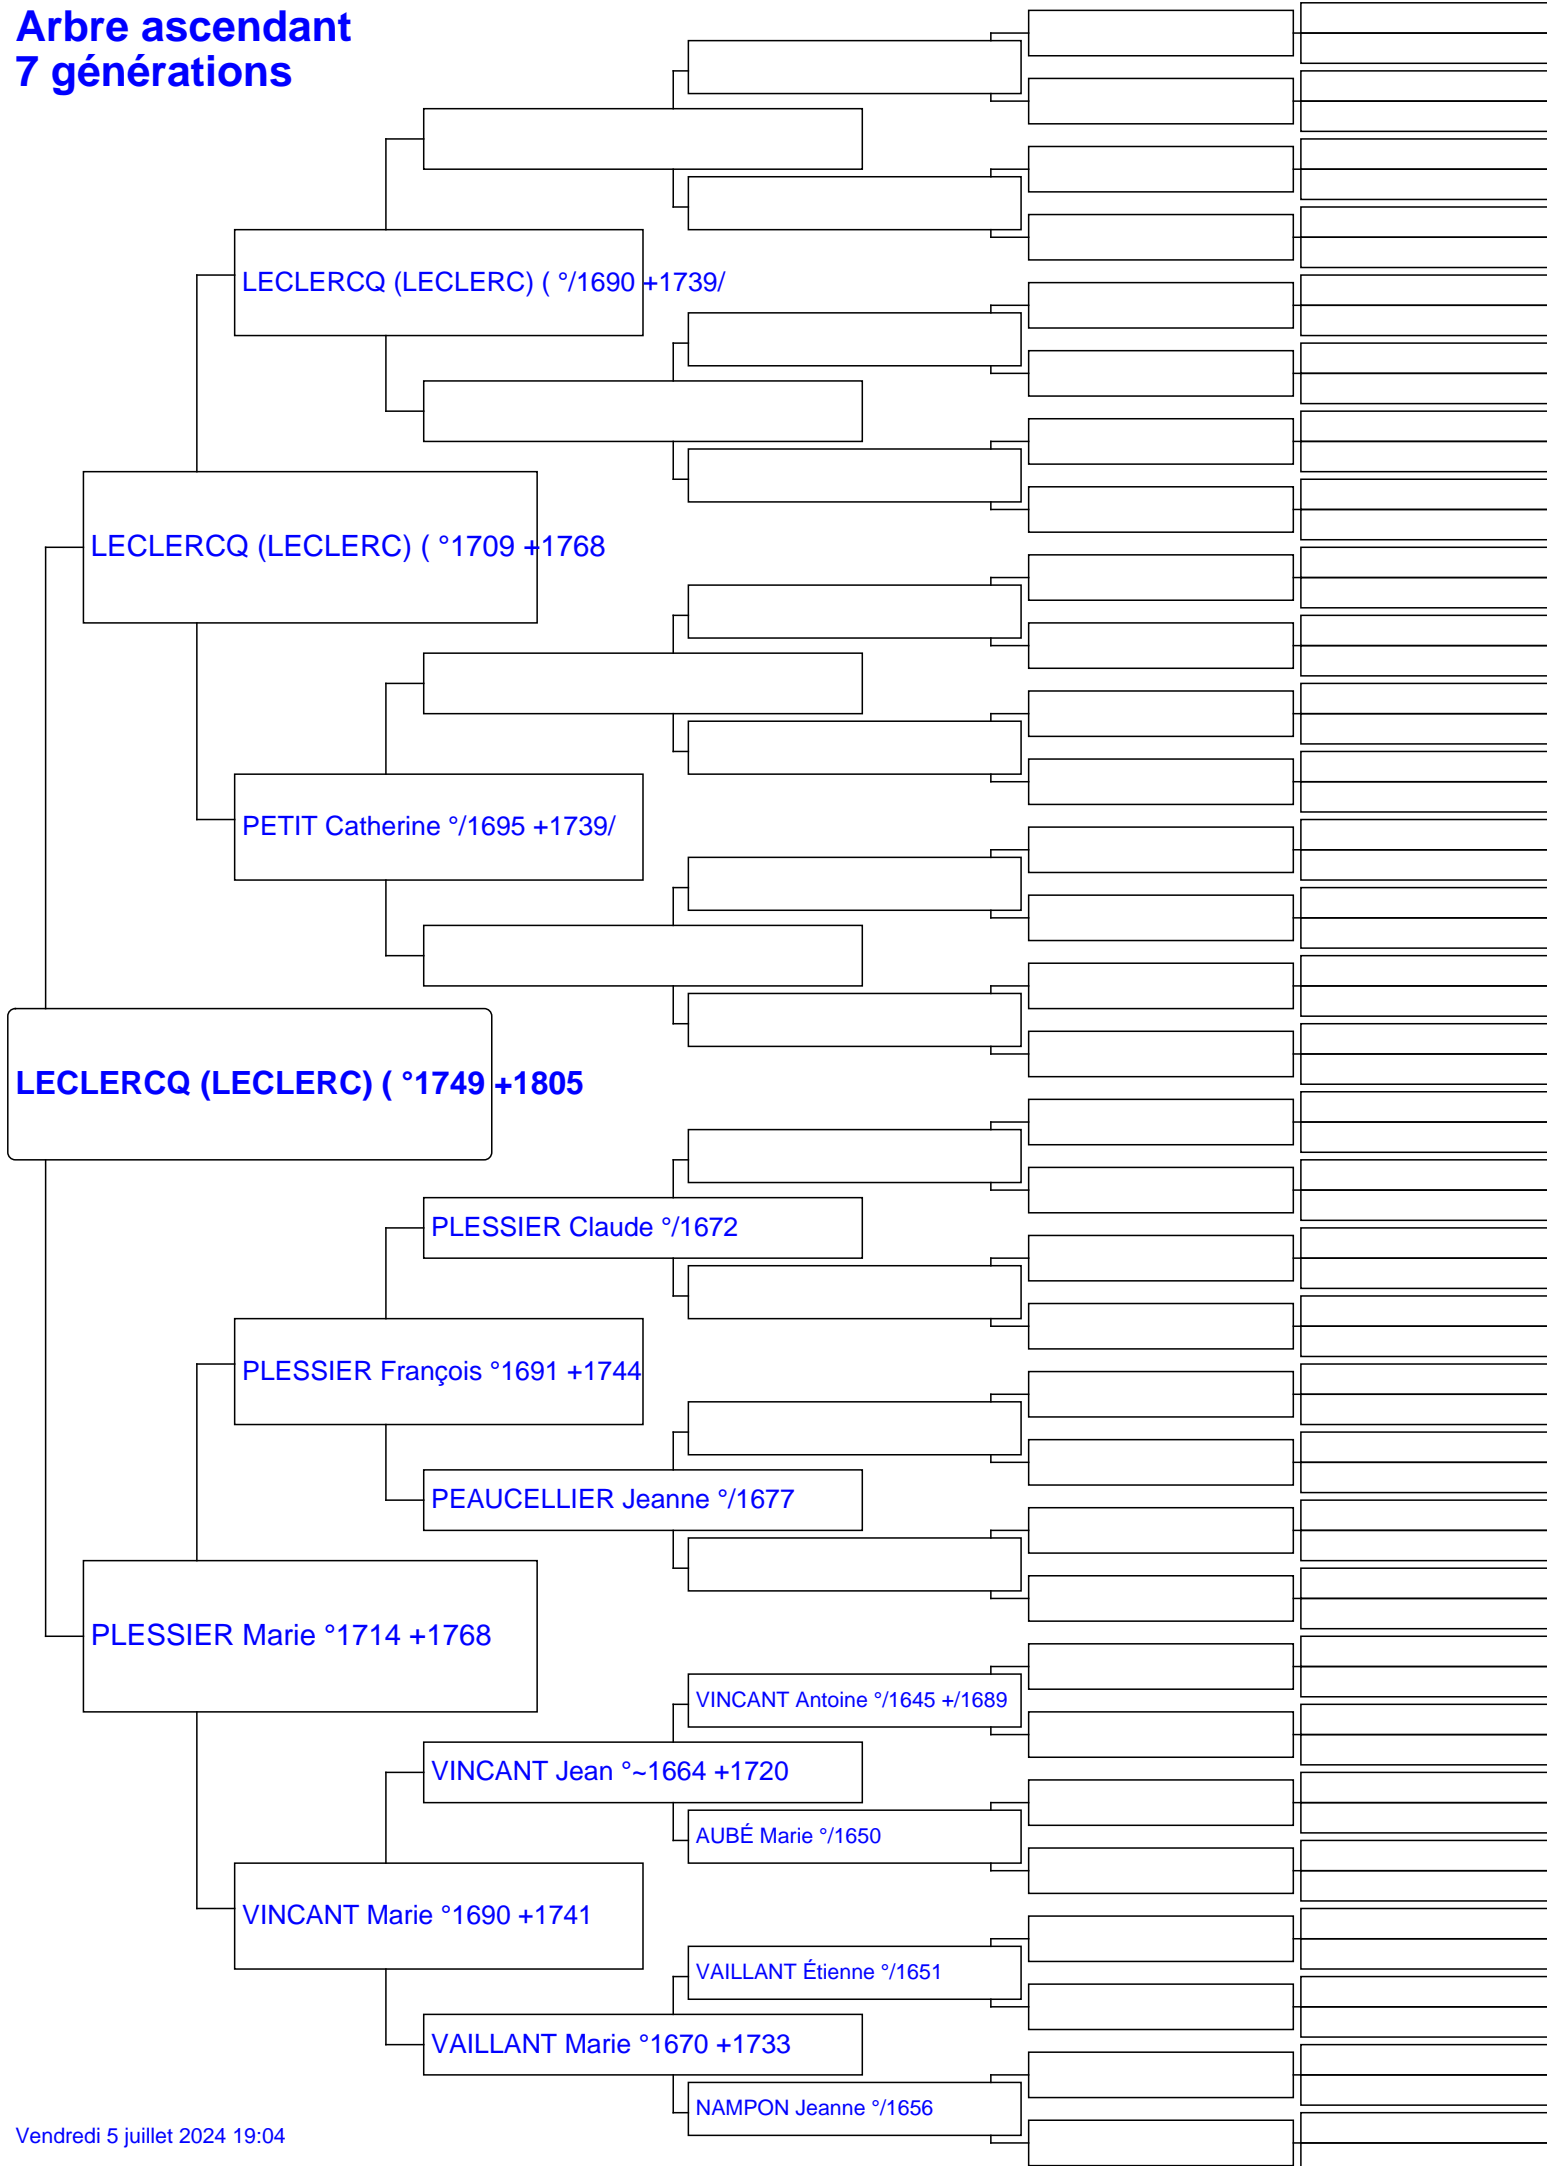 Arbre ascendant
7 générations
LECLERCQ (LECLERC) ( °/1690 +1739/
LECLERCQ (LECLERC) ( °1709 +1768
PETIT Catherine °/1695 +1739/
LECLERCQ (LECLERC) ( °1749 +1805
PLESSIER Claude °/1672
PLESSIER François °1691 +1744
PEAUCELLIER Jeanne °/1677
PLESSIER Marie °1714 +1768
VINCANT Antoine °/1645 +/1689
VINCANT Jean °~1664 +1720
AUBÉ Marie °/1650
VINCANT Marie °1690 +1741
VAILLANT Étienne °/1651
VAILLANT Marie °1670 +1733
NAMPON Jeanne °/1656
Vendredi 5 juillet 2024 19:04